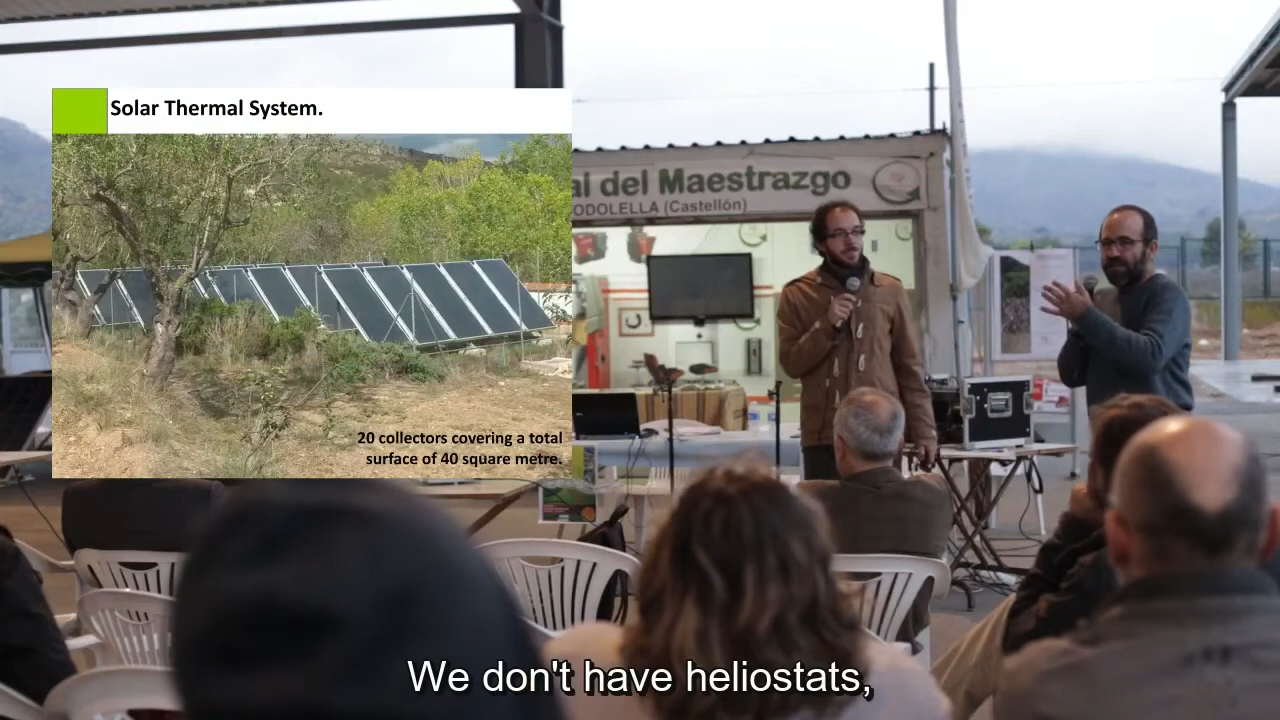 Solar Thermal System.
20 collectors covering a total
surface of 40 square metre.
al del Maestrazgo
ODOLELLA (Castellón)
We don't have heliostats,